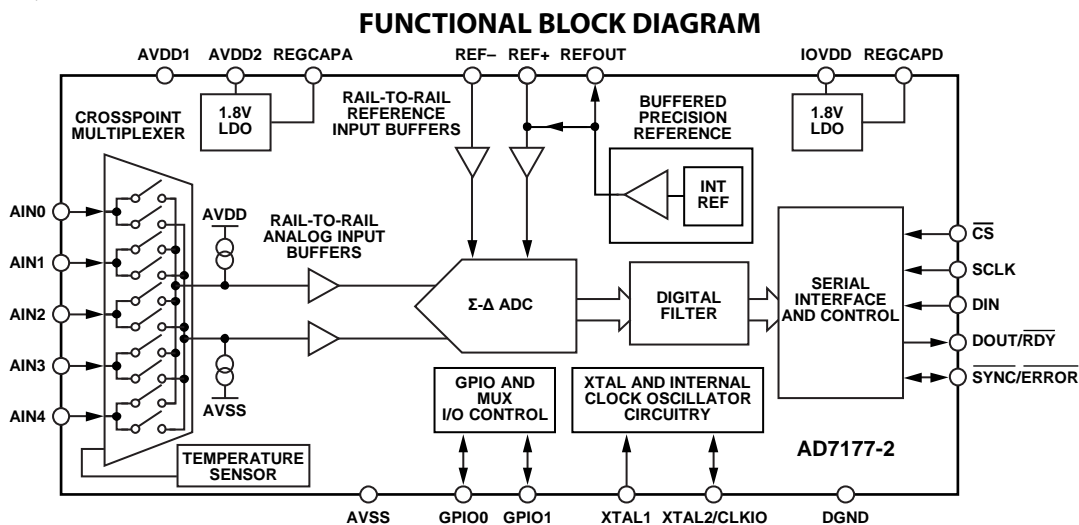 FUNCTIONAL BLOCK DIAGRAM
AVDD1 AVDD2 REGCAPA REF– REF+ REFOUT IOVDD REGCAPD
CROSSPOINT
MULTIPLEXER
1.8V
LDO
RAIL-TO-RAIL
REFERENCE
INPUT BUFFERS
BUFFERED
PRECISION
REFERENCE
1.8V
LDO
INT
REF
AIN0
AIN1
AIN2
AIN3
AIN4
AVDD
RAIL-TO-RAIL
ANALOG INPUT
BUFFERS
AVSS
Σ-Δ ADC
DIGITAL
FILTER
SERIAL
INTERFACE
AND CONTROL
CS
SCLK
DIN
DOUT/RDY
SYNC/ERROR
GPIO AND
MUX
I/O CONTROL
XTAL AND INTERNAL
CLOCK OSCILLATOR
CIRCUITRY
TEMPERATURE
SENSOR
AD7177-2
AVSS GPIO0 GPIO1 XTAL1 XTAL2/CLKIO DGND